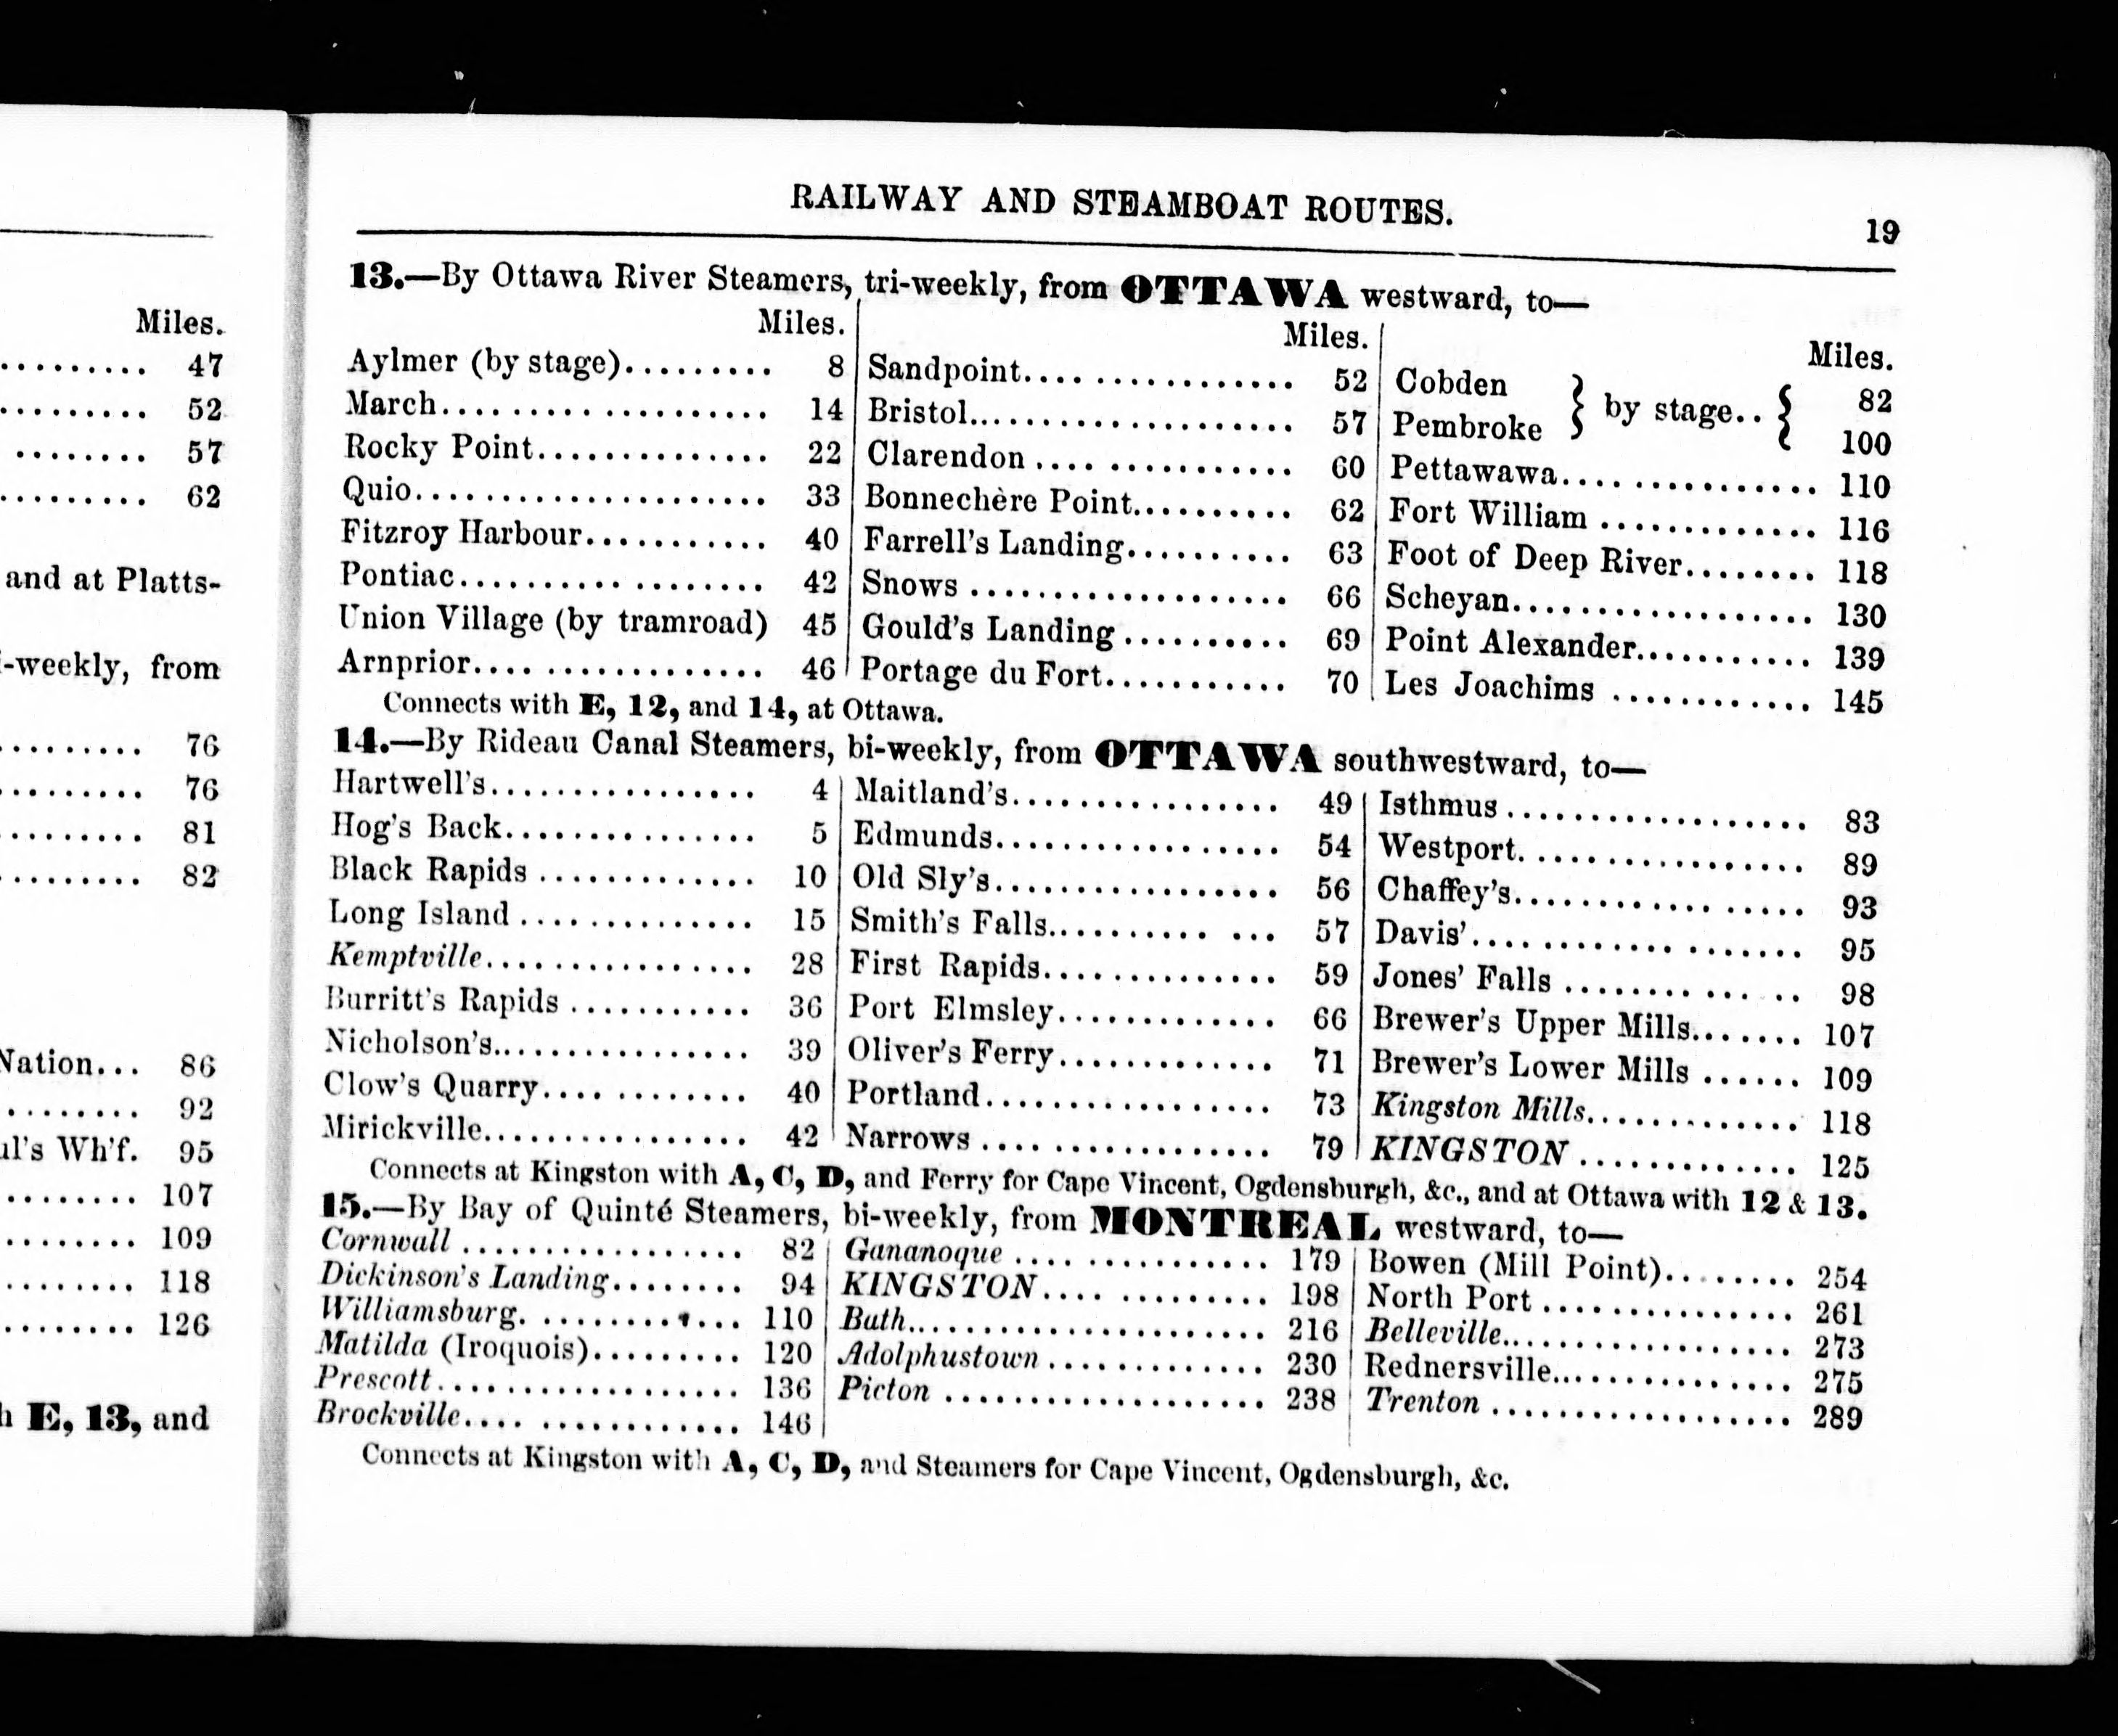 Miles.
......... 47
......... 52
........ 57
......... 62
and at Platts-
-weekly, from
......... 76
......... 76
......... 81
......... 82
Nation... 86
........ 92
Wh'f. 95
........ 107
......... 109
........ 118
........ 126
E, 13, and
RAILWAY AND STEAMBOAT ROUTES.
19
13.—By Ottawa River Steamers, tri-weekly, from OTTAWA westward, to—
Miles.
Aylmer (by stage)......... 8
March................... 14
Rocky Point.............. 22
Quio..................... 33
Fitzroy Harbour........... 40
Pontiac.......... ........ 42
Union Village (by tramroad) 45
Arnprior.... ............. 46
Miles.
Sandpoint.... ............ 52
Bristol................... 57
Clarendon .... ........... 60
Bonnechère Point.......... 62
Farrell's Landing.......... 63
Snows ................... 66
Gould's Landing .......... 69
Portage du Fort........... 70
Miles.
Cobden } by stage.. { 82
Pembroke } { 100
Pettawawa.... ........... 110
Fort William ............. 116
Foot of Deep River........ 118
Scheyan.................. 130
Point Alexander........... 139
Les Joachims ............ 145
Connects with E, 12, and 14, at Ottawa.
14.—By Rideau Canal Steamers, bi-weekly, from OTTAWA southwestward, to—
Hartwell's................ 4
Hog's Back............... 5
Black Rapids ............. 10
Long Island .............. 15
Kemptville................ 28
Burritt's Rapids ........... 36
Nicholson's............... 39
Clow's Quarry.... ........ 40
Mirickville................ 42
Maitland's................ 49
Edmunds................. 54
Old Sly's................. 56
Smith's Falls.......... ... 57
First Rapids.............. 59
Port Elmsley............. 66
Oliver's Ferry............. 71
Portland................. 73
Narrows .... ............. 79
Isthmus .................. 83
Westport. ................ 89
Chaffey's............ ..... 93
Davis'.... ........ ....... 95
Jones' Falls ........ ... .. 98
Brewer's Upper Mills....... 107
Brewer's Lower Mills ...... 109
Kingston Mills............. 118
KINGSTON ............. 125
Connects at Kingston with A, C, D, and Ferry for Cape Vincent, Ogdensburgh, &c., and at Ottawa with 12 & 13.
15.—By Bay of Quinté Steamers, bi-weekly, from MONTREAL westward, to—
Cornwall ................. 82
Dickinson's Landing........ 94
Williamsburg. ............ 110
Matilda (Iroquois)......... 120
Prescott.................. 136
Brockville.... ............ 146
Gananoque .... ........... 179
KINGSTON.... ......... 198
Bath..................... 216
Adolphustown ............. 230
Picton ................... 238
Bowen (Mill Point)........ 254
North Port ............... 261
Belleville................. 273
Rednersville.............. 275
Trenton .................. 289
Connects at Kingston with A, C, D, and Steamers for Cape Vincent, Ogdensburgh, &c.